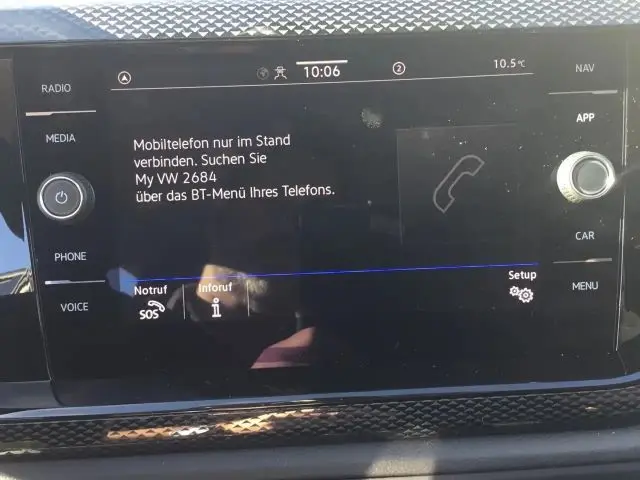 RADIO
MEDIA
PHONE
VOICE
10:06
2
10.5°C
Mobiltelefon nur im Stand
verbinden. Suchen Sie
My VW 2684
über das BT-Menü Ihres Telefons.
Notruf
SOS
Inforuf
i
Setup
NAV
APP
CAR
MENU